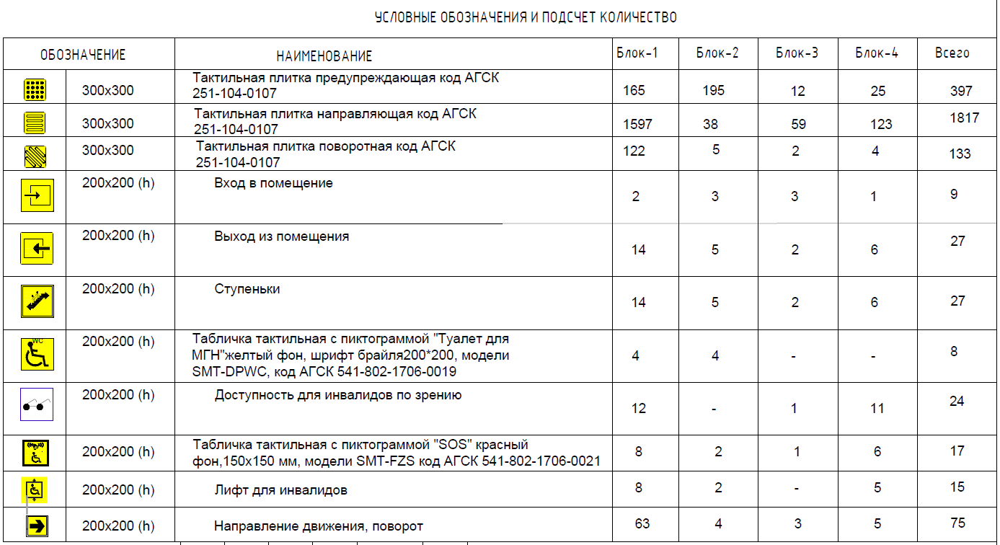 УСЛОВНЫЕ ОБОЗНАЧЕНИЯ И ПОДСЧЕТ КОЛИЧЕСТВО
ОБОЗНАЧЕНИЕ НАИМЕНОВАНИЕ Блок-1 Блок-2 Блок-3 Блок-4 Всего
300x300 Тактильная плитка предупреждающая код АГСК
251-104-0107 165 195 12 25 397
300x300 Тактильная плитка направляющая код АГСК
251-104-0107 1597 38 59 123 1817
300x300 Тактильная плитка поворотная код АГСК
251-104-0107 122 5 2 4 133
200x200 (h) Вход в помещение 2 3 3 1 9
200x200 (h) Выход из помещения 14 5 2 6 27
200x200 (h) Ступеньки 14 5 2 6 27
WC 200x200 (h) Табличка тактильная с пиктограммой "Туалет для
МГН"желтый фон, шрифт брайля200*200, модели
SMT-DPWC, код АГСК 541-802-1706-0019 4 4 - - 8
200x200 (h) Доступность для инвалидов по зрению 12 - 1 11 24
200x200 (h) Табличка тактильная с пиктограммой "SOS" красный
фон,150x150 мм, модели SMT-FZS код АГСК 541-802-1706-0021 8 2 1 6 17
200x200 (h) Лифт для инвалидов 8 2 - 5 15
200x200 (h) Направление движения, поворот 63 4 3 5 75